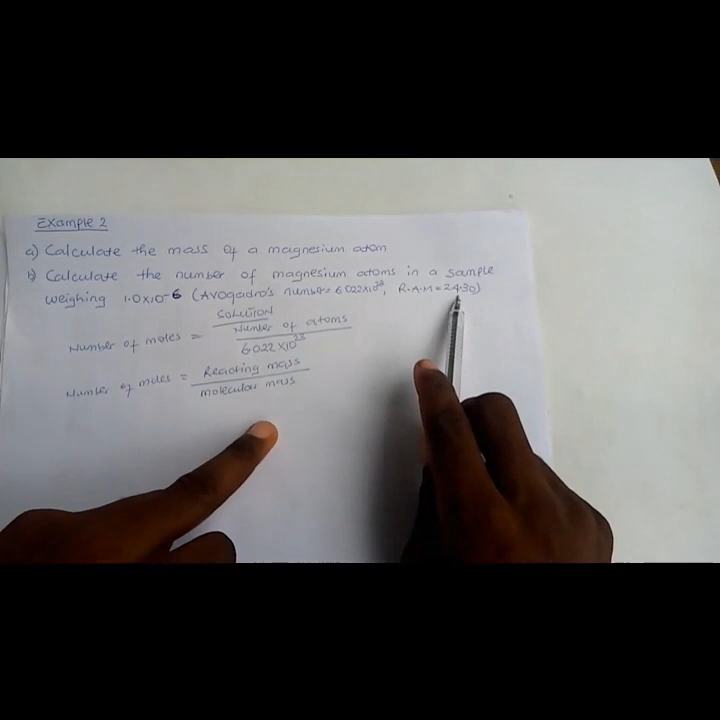 Example 2
a) Calculate the mass of a magnesium atom
b) Calculate the number of magnesium atoms in a sample
weighing 1.0x10-6 (Avogadro's number = 6.022x10²³, R.A.M = 24.30)
SOLUTION
Number of moles = Number of atoms
6.022 x10²³
Number of moles = Reacting mass
molecular mass